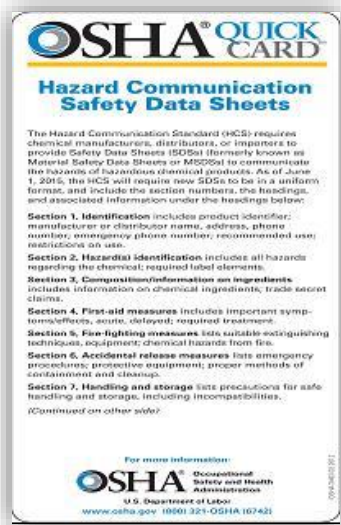 OSHA® QUICK
CARD™
Hazard Communication
Safety Data Sheets
The Hazard Communication Standard (HCS) requires
chemical manufacturers, distributors, or importers to
provide Safety Data Sheets (SDSs) (formerly known as
Material Safety Data Sheets or MSDSs) to communicate
the hazards of hazardous chemical products. As of June
1, 2015, the HCS will require new SDSs to be in a uniform
format, and include the section numbers, the headings,
and associated information under the headings below:
Section 1, Identification includes product identifier;
manufacturer or distributor name, address, phone
number; emergency phone number; recommended use;
restrictions on use.
Section 2, Hazard(s) identification includes all hazards
regarding the chemical; required label elements.
Section 3, Composition/information on ingredients
includes information on chemical ingredients; trade secret
claims.
Section 4, First-aid measures includes important symp-
toms/effects, acute, delayed; required treatment.
Section 5, Fire-fighting measures lists suitable extinguishing
techniques, equipment; chemical hazards from fire.
Section 6, Accidental release measures lists emergency
procedures; protective equipment; proper methods of
containment and cleanup.
Section 7, Handling and storage lists precautions for safe
handling and storage, including incompatibilities.
(Continued on other side)
For more information:
OSHA® Occupational
Safety and Health
Administration
U.S. Department of Labor
www.osha.gov (800) 321-OSHA (6742)